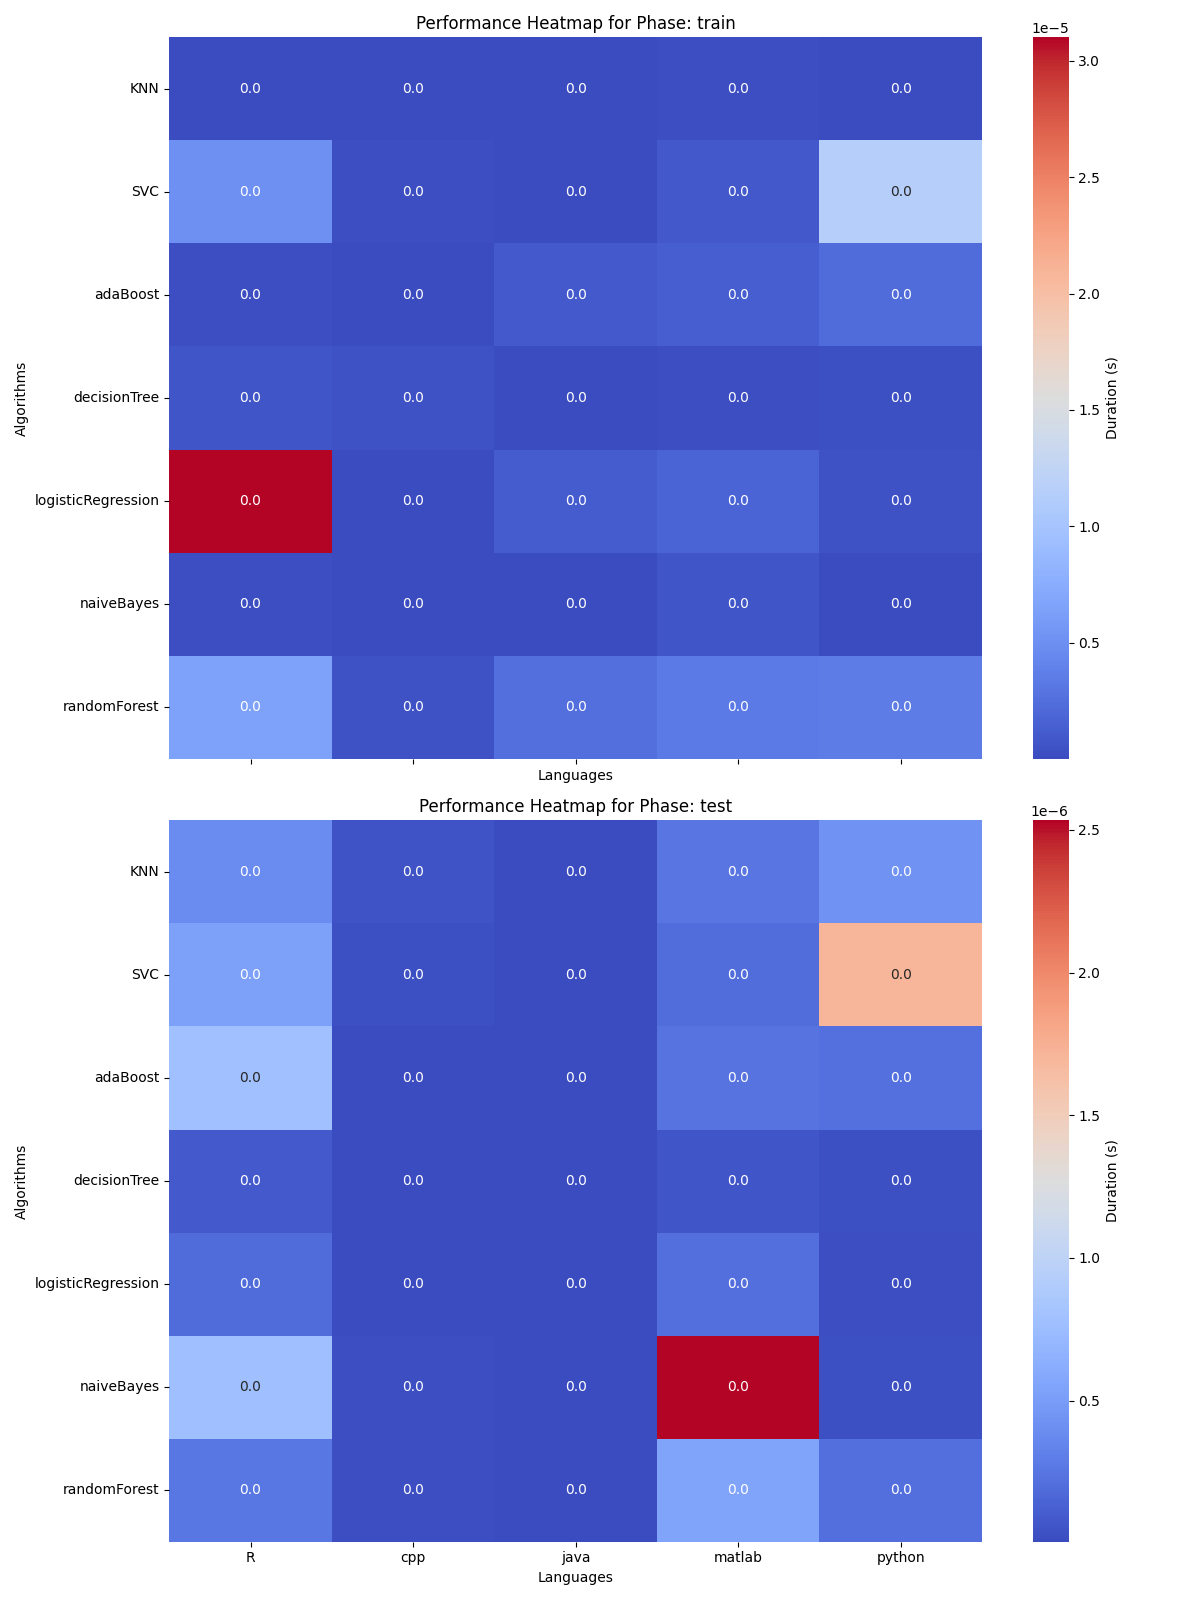 Performance Heatmap for Phase: train
1e−5
KNN 0.0 0.0 0.0 0.0 0.0
SVC 0.0 0.0 0.0 0.0 0.0
adaBoost 0.0 0.0 0.0 0.0 0.0
decisionTree 0.0 0.0 0.0 0.0 0.0
logisticRegression 0.0 0.0 0.0 0.0 0.0
naiveBayes 0.0 0.0 0.0 0.0 0.0
randomForest 0.0 0.0 0.0 0.0 0.0
Algorithms
Languages
3.0
2.5
2.0
1.5
1.0
0.5
Duration (s)
Performance Heatmap for Phase: test
1e−6
KNN 0.0 0.0 0.0 0.0 0.0
SVC 0.0 0.0 0.0 0.0 0.0
adaBoost 0.0 0.0 0.0 0.0 0.0
decisionTree 0.0 0.0 0.0 0.0 0.0
logisticRegression 0.0 0.0 0.0 0.0 0.0
naiveBayes 0.0 0.0 0.0 0.0 0.0
randomForest 0.0 0.0 0.0 0.0 0.0
Algorithms
R cpp java matlab python
Languages
2.5
2.0
1.5
1.0
0.5
Duration (s)